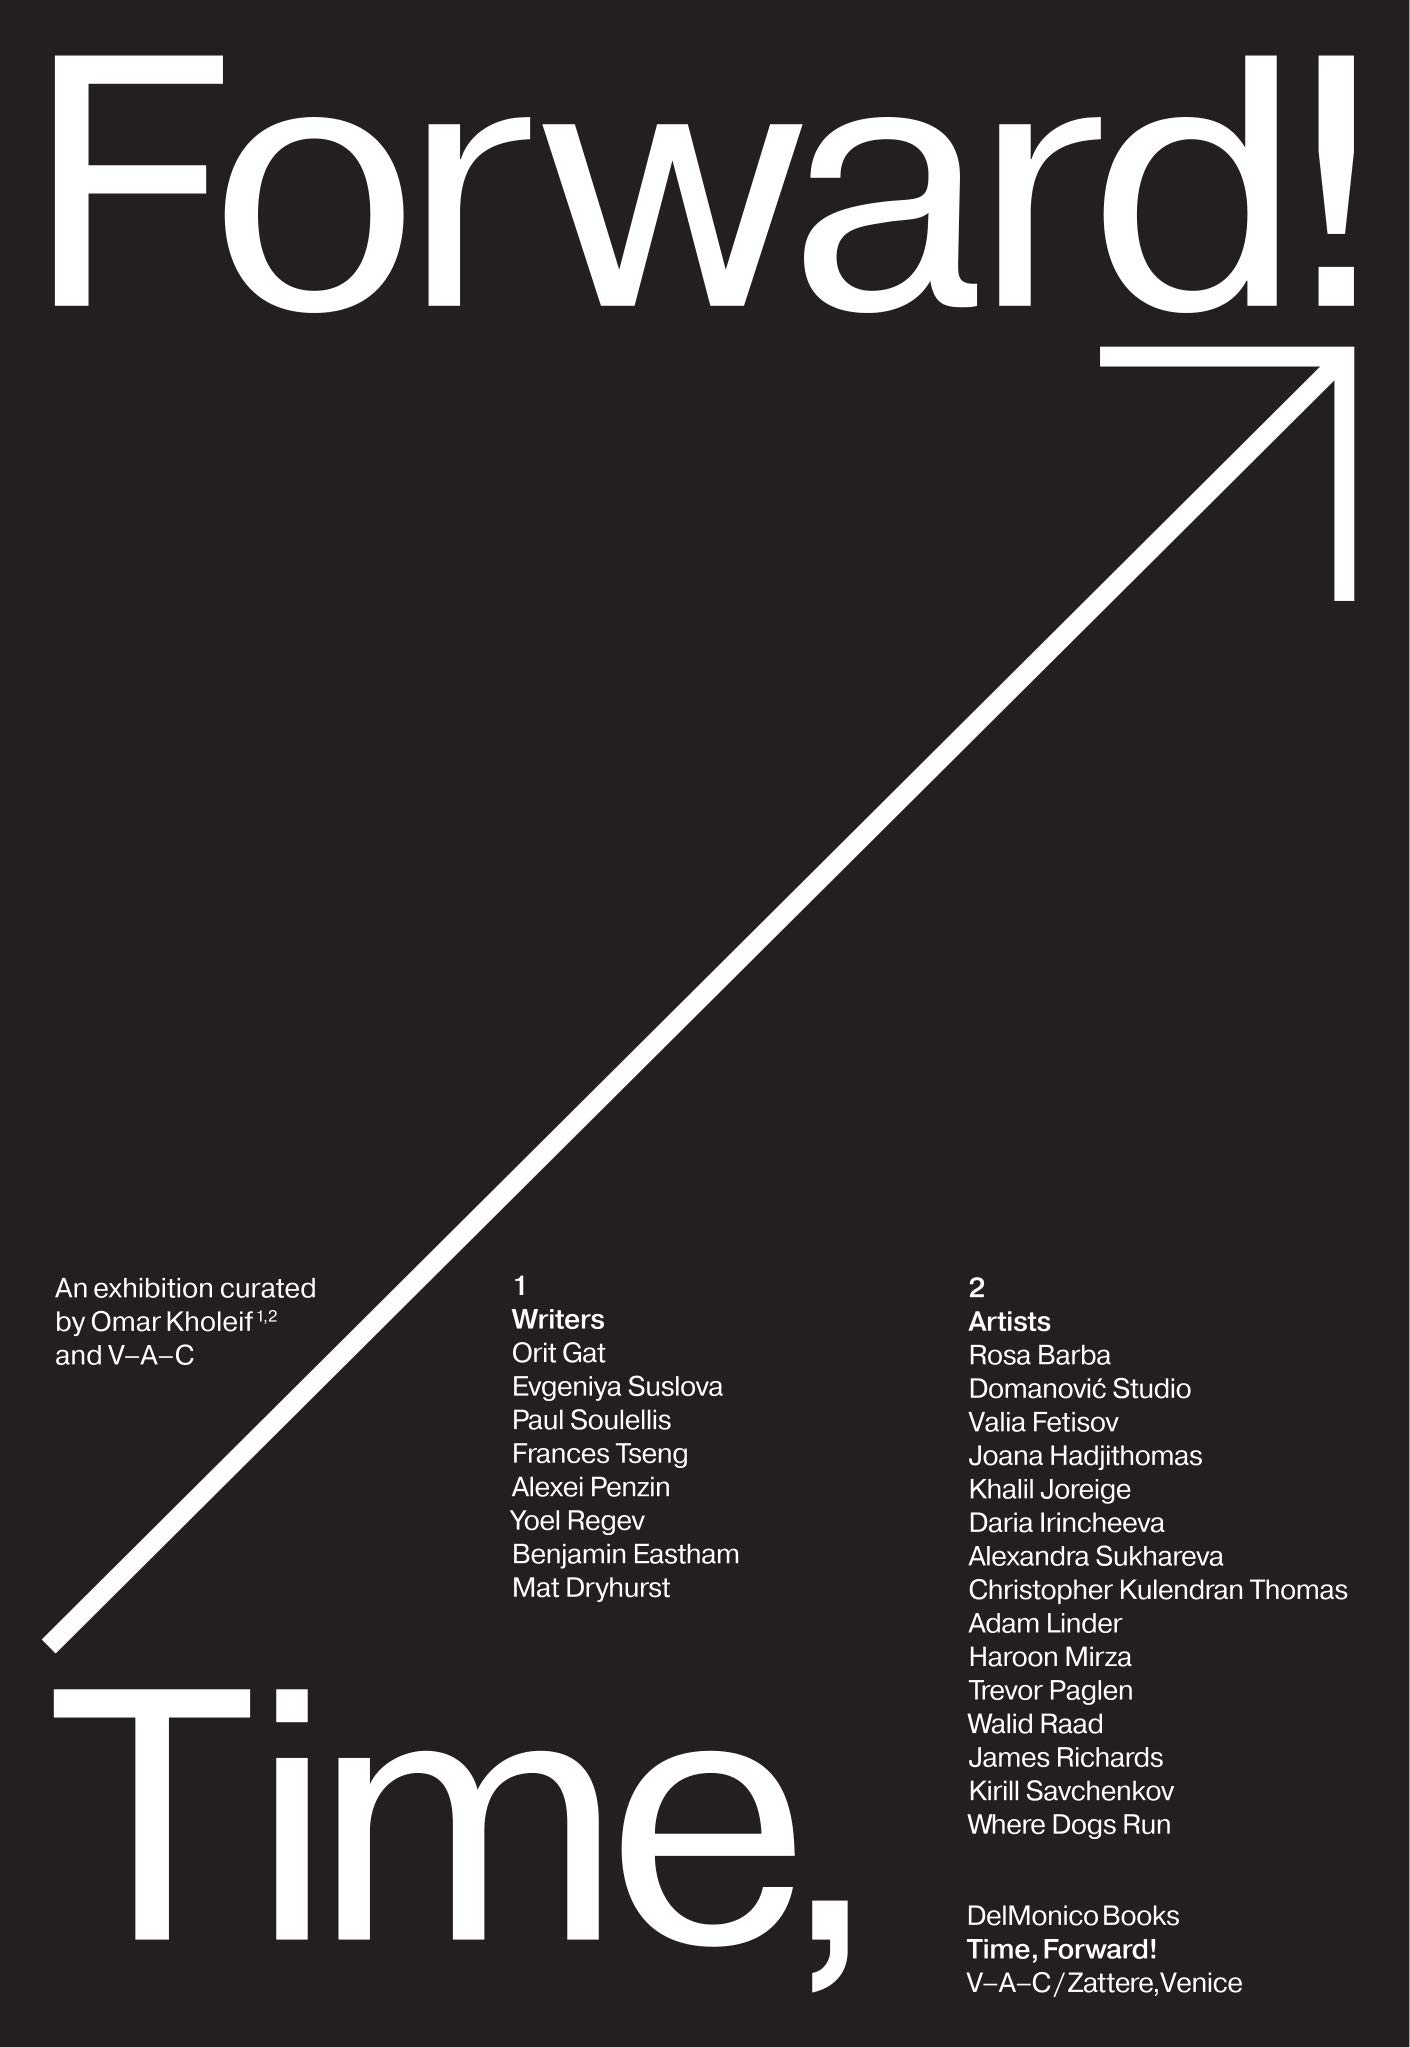 Forward!
An exhibition curated
by Omar Kholeif 1,2
and V–A–C
1
Writers
Orit Gat
Evgeniya Suslova
Paul Soulellis
Frances Tseng
Alexei Penzin
Yoel Regev
Benjamin Eastham
Mat Dryhurst
2
Artists
Rosa Barba
Domanović Studio
Valia Fetisov
Joana Hadjithomas
Khalil Joreige
Daria Irincheeva
Alexandra Sukhareva
Christopher Kulendran Thomas
Adam Linder
Haroon Mirza
Trevor Paglen
Walid Raad
James Richards
Kirill Savchenkov
Where Dogs Run
Time,
DelMonico Books
Time, Forward!
V–A–C / Zattere, Venice